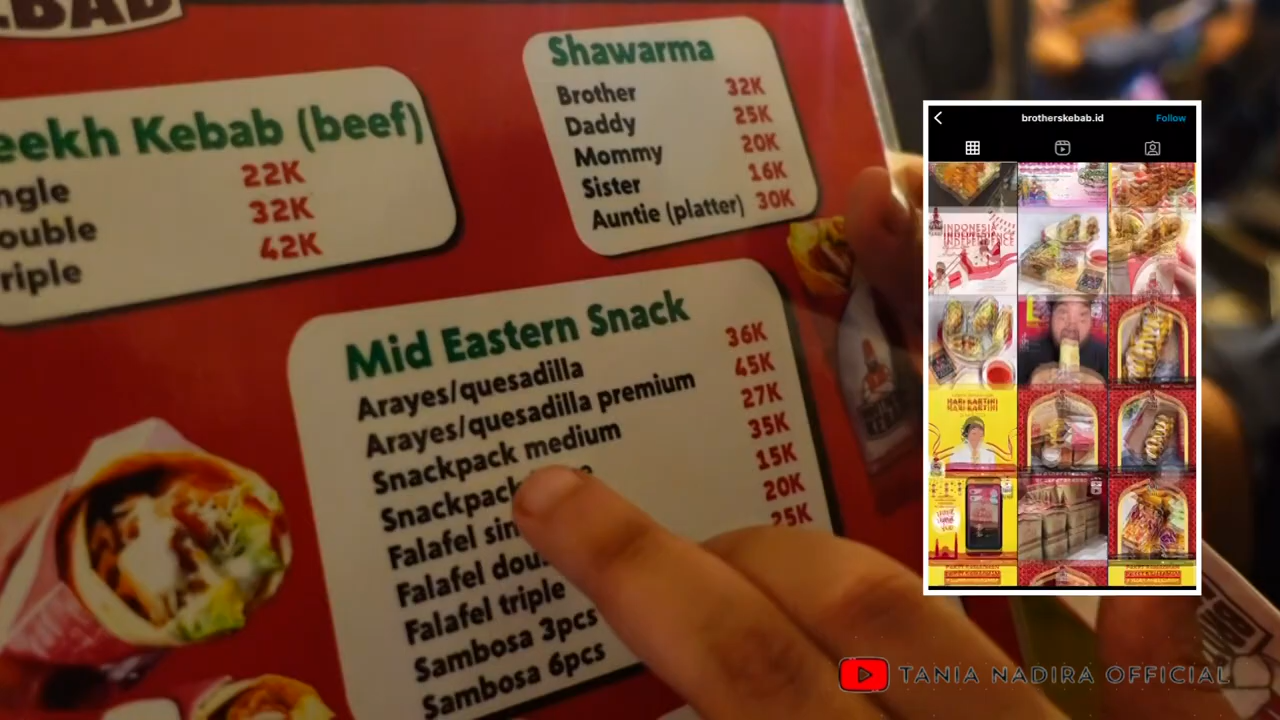 EBAB
eekh Kebab (beef)
ngle 22K
ouble 32K
riple 42K
Shawarma
Brother 32K
Daddy 25K
Mommy 20K
Sister 16K
Auntie (platter) 30K
Mid Eastern Snack
Arayes/quesadilla 36K
Arayes/quesadilla premium 45K
Snackpack medium 27K
Snackpack 35K
Falafel sin 15K
Falafel dou 20K
Falafel triple 25K
Sambosa 3pcs
Sambosa 6pcs
brotherskebab.id
Follow
INDONESIA
INDEPENDENCE
HARI KARTINI
TANIA NADIRA OFFICIAL